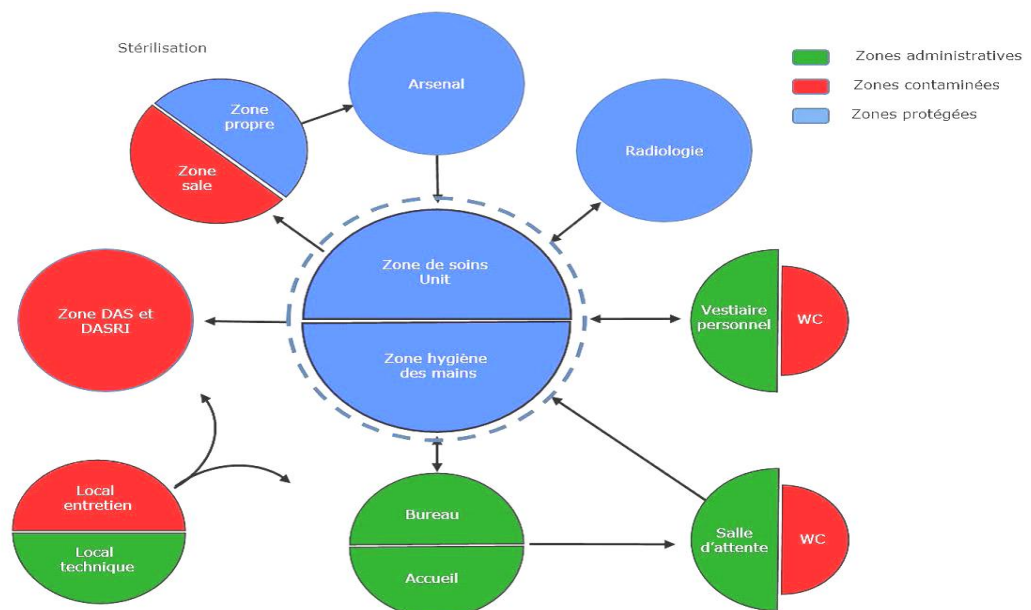 Stérilisation
Zones administratives
Zones contaminées
Zones protégées
Arsenal
Zone
propre
Zone
sale
Radiologie
Zone de soins
Unit
Zone hygiène
des mains
Zone DAS et
DASRI
Vestiaire
personnel
WC
Local
entretien
Local
technique
Bureau
Accueil
Salle
d'attente
WC